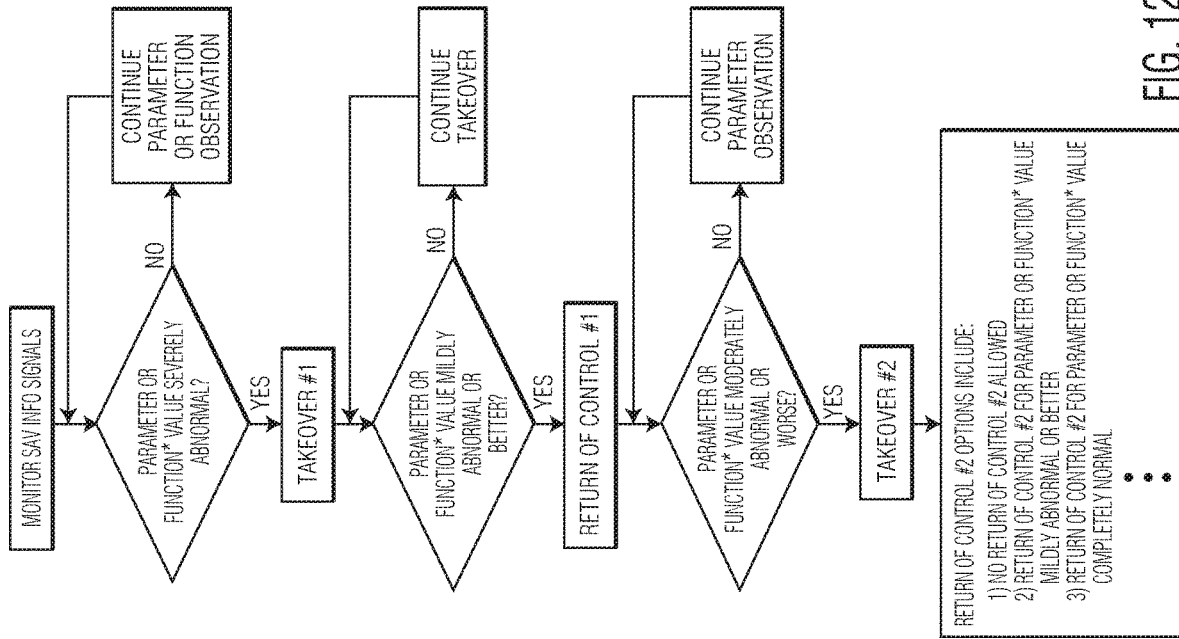 MONITOR SAV INFO SIGNALS
PARAMETER OR
FUNCTION* VALUE SEVERELY
ABNORMAL?
NO
CONTINUE
PARAMETER
OR FUNCTION
OBSERVATION
YES
TAKEOVER #1
PARAMETER OR
FUNCTION* VALUE MILDLY
ABNORMAL OR
BETTER?
NO
CONTINUE
TAKEOVER
YES
RETURN OF CONTROL #1
PARAMETER OR
FUNCTION* VALUE MODERATELY
ABNORMAL OR
WORSE?
NO
CONTINUE
PARAMETER
OBSERVATION
YES
TAKEOVER #2
RETURN OF CONTROL #2 OPTIONS INCLUDE:
1) NO RETURN OF CONTROL #2 ALLOWED
2) RETURN OF CONTROL #2 FOR PARAMETER OR FUNCTION* VALUE
MILDLY ABNORMAL OR BETTER
3) RETURN OF CONTROL #2 FOR PARAMETER OR FUNCTION* VALUE
COMPLETELY NORMAL
FIG. 12